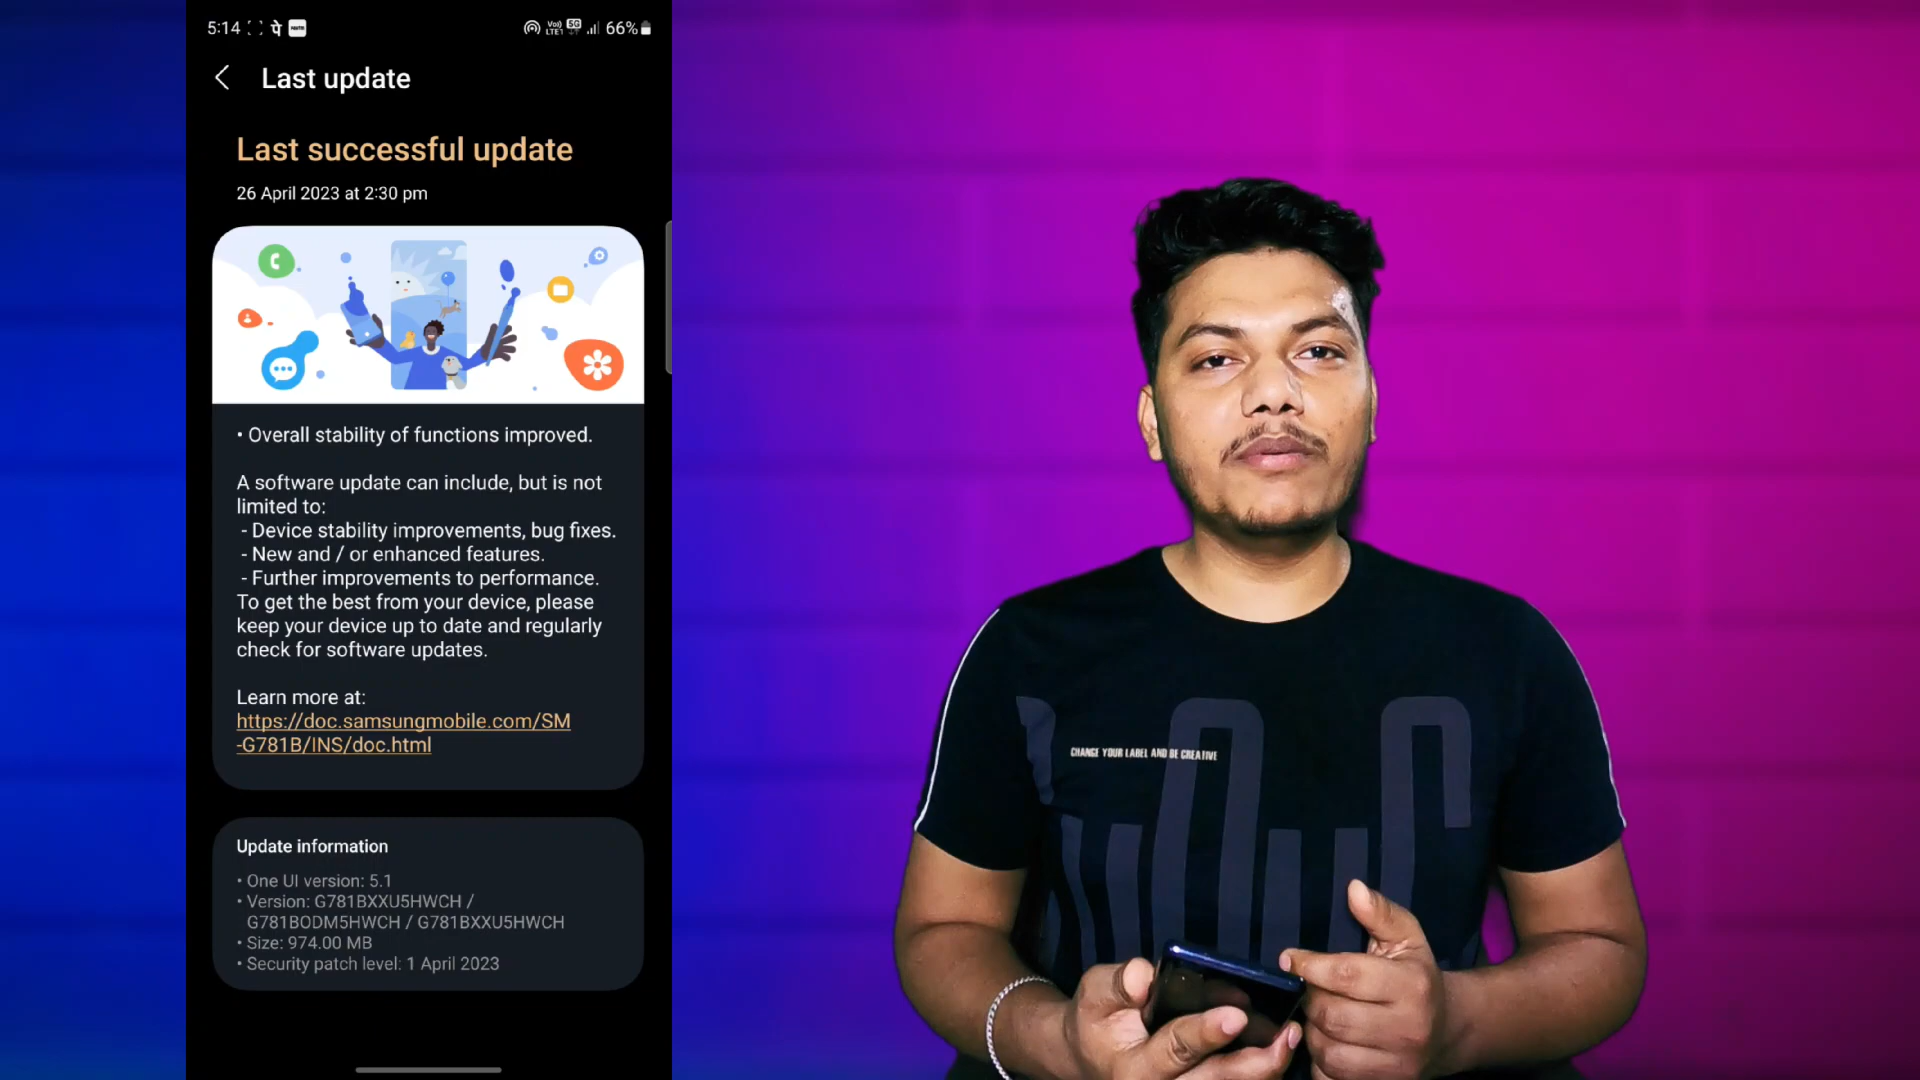 5:14 पे Vo)) 5G 66%
LTE1
Last update
Last successful update
26 April 2023 at 2:30 pm
• Overall stability of functions improved.
A software update can include, but is not
limited to:
- Device stability improvements, bug fixes.
- New and / or enhanced features.
- Further improvements to performance.
To get the best from your device, please
keep your device up to date and regularly
check for software updates.
Learn more at:
https://doc.samsungmobile.com/SM
-G781B/INS/doc.html
Update information
• One UI version: 5.1
• Version: G781BXXU5HWCH /
G781BODM5HWCH / G781BXXU5HWCH
• Size: 974.00 MB
• Security patch level: 1 April 2023
CHANGE YOUR LABEL AND BE CREATIVE